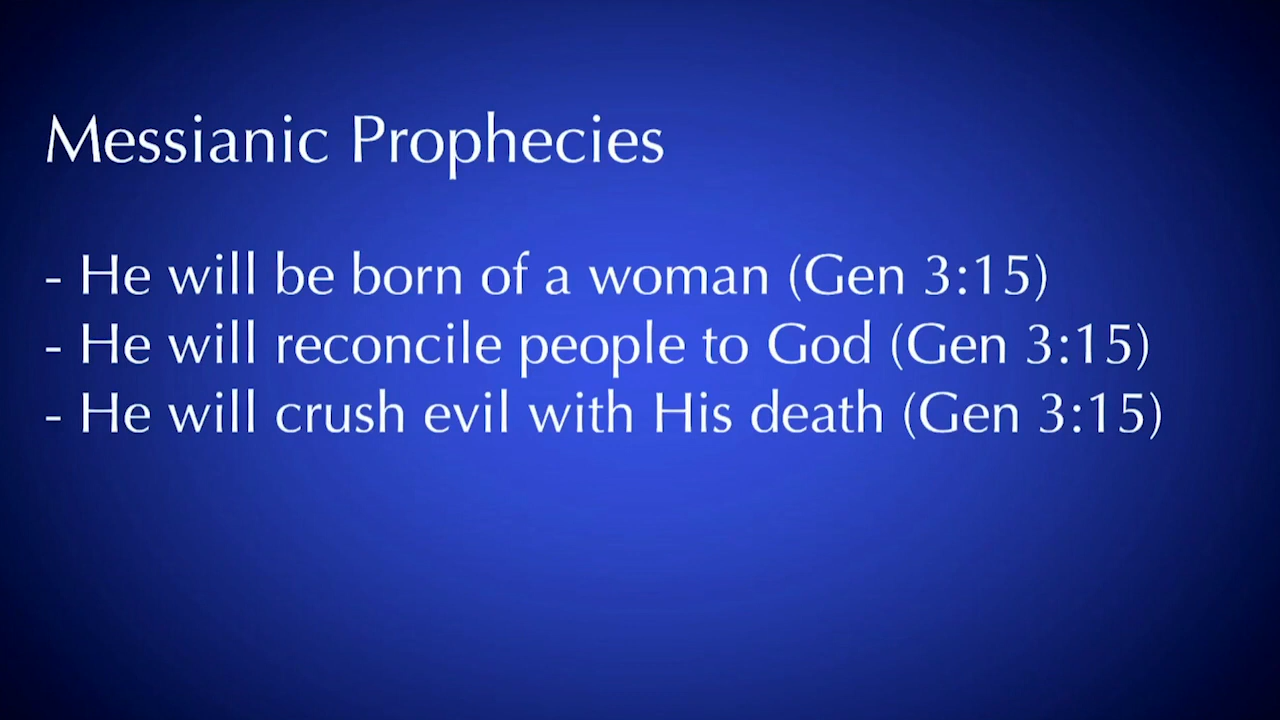 Messianic Prophecies
- He will be born of a woman (Gen 3:15)
- He will reconcile people to God (Gen 3:15)
- He will crush evil with His death (Gen 3:15)